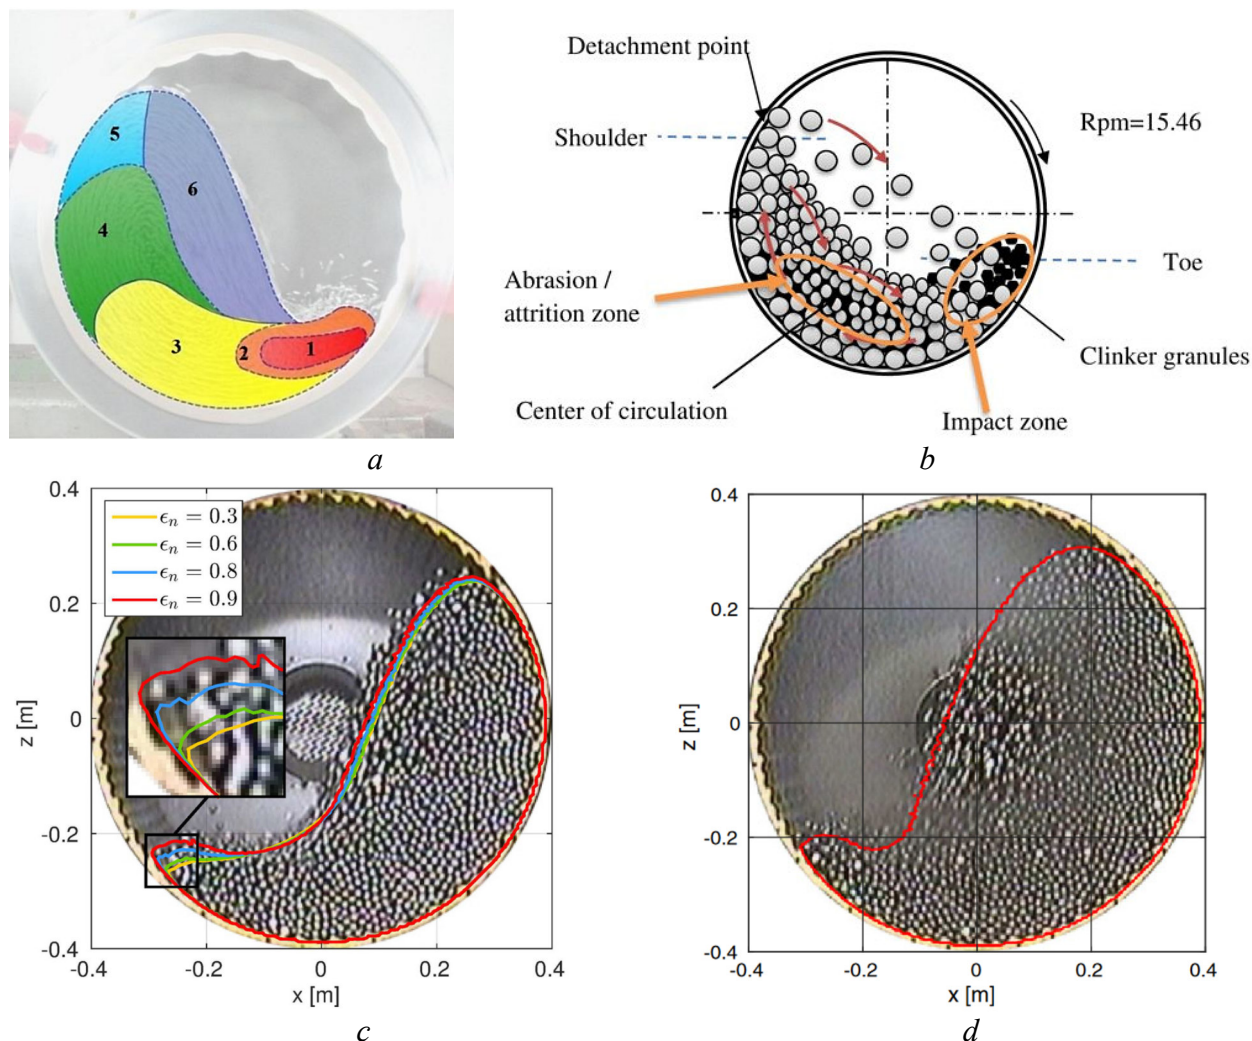 5
6
4
3
2
1
a
Detachment point
Shoulder
Rpm=15.46
Abrasion /
attrition zone
Toe
Clinker granules
Center of circulation
Impact zone
b
0.4
0.2
0
-0.2
-0.4
z [m]
ϵn = 0.3
ϵn = 0.6
ϵn = 0.8
ϵn = 0.9
-0.4 -0.2 0 0.2 0.4
x [m]
c
0.4
0.2
0
-0.2
-0.4
z [m]
-0.4 -0.2 0 0.2 0.4
x [m]
d